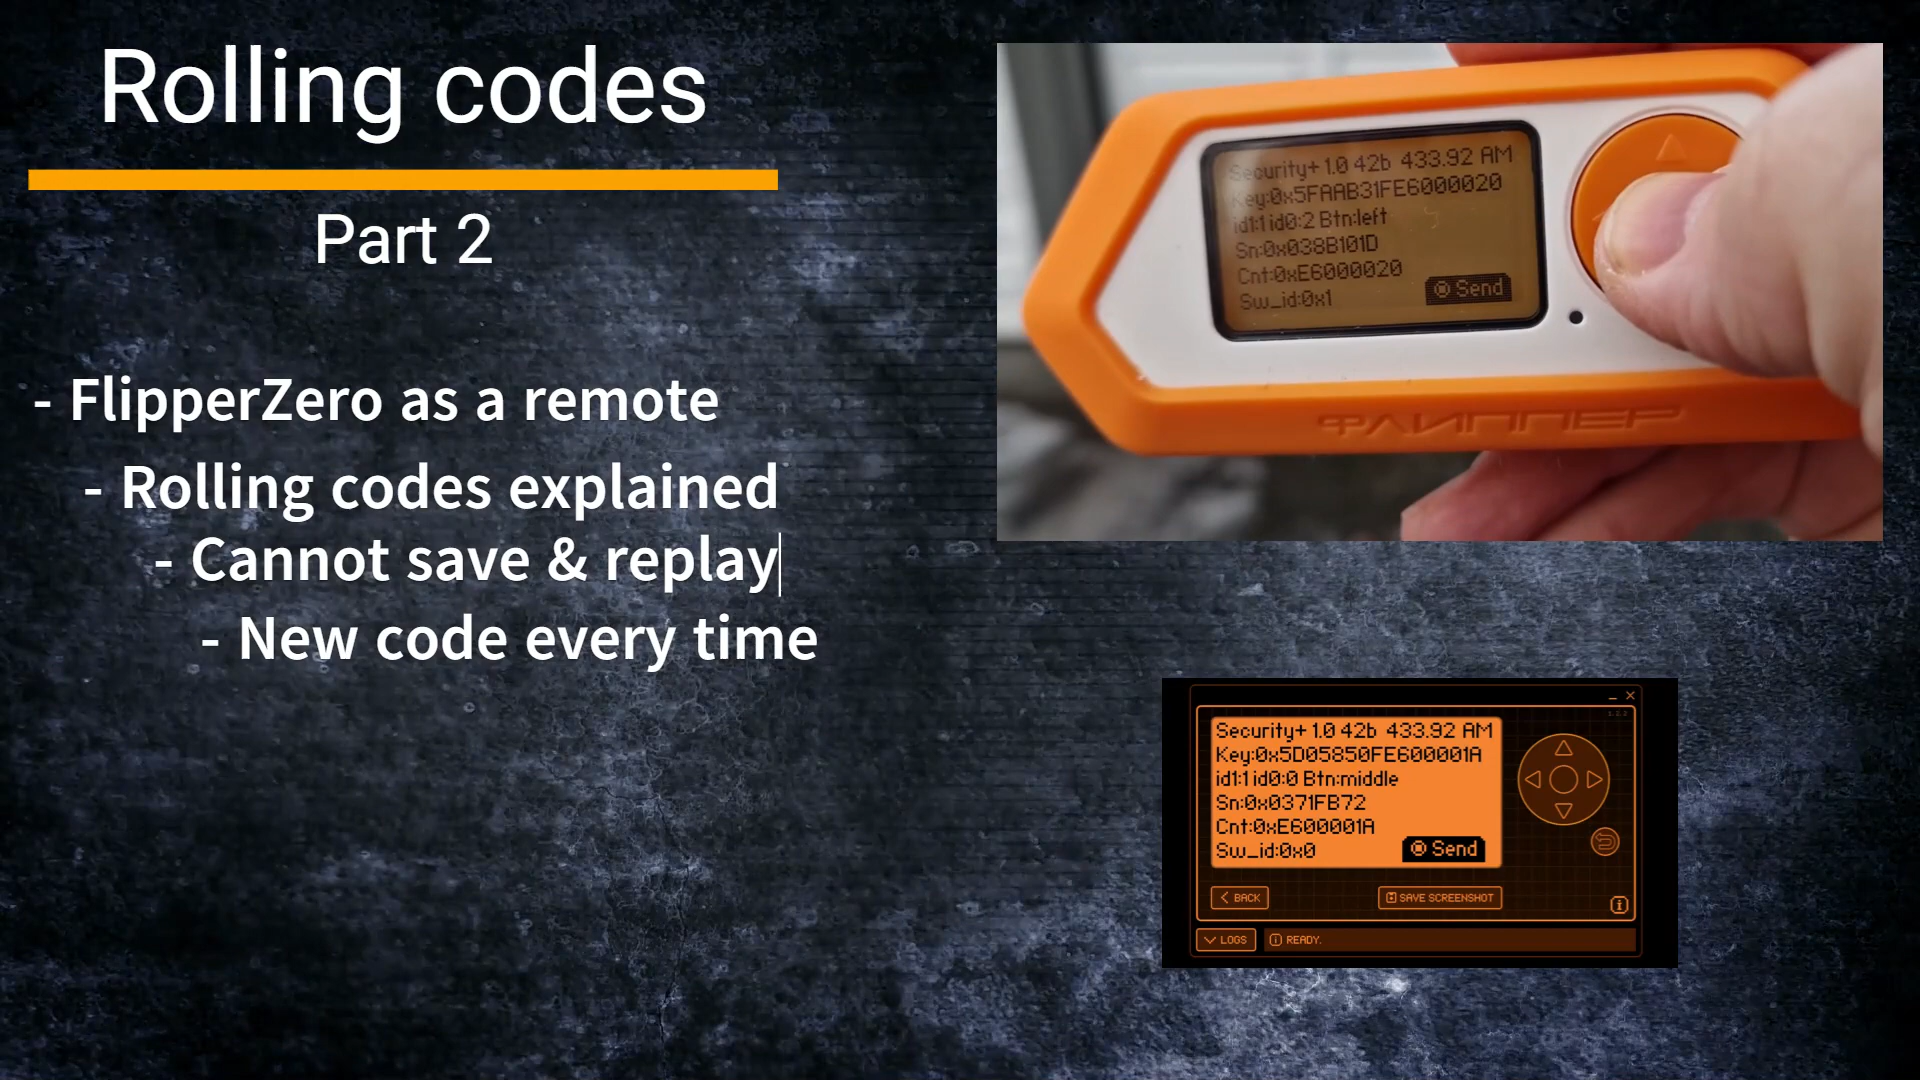 Rolling codes
Part 2
- FlipperZero as a remote
- Rolling codes explained
- Cannot save & replay
- New code every time
Security+ 1.0 42b 433.92 AM
Key:0x5FAAB31FE6000020
id1:1 id0:2 Btn:left
Sn:0x038B101D
Cnt:0xE6000020
Sw_id:0x1
Send
ФЛИППЕР
Security+ 1.0 42b 433.92 AM
Key:0x5D05850FE600001A
id1:1 id0:0 Btn:middle
Sn:0x0371FB72
Cnt:0xE600001A
Sw_id:0x0
Send
BACK
SAVE SCREENSHOT
LOGS
READY.